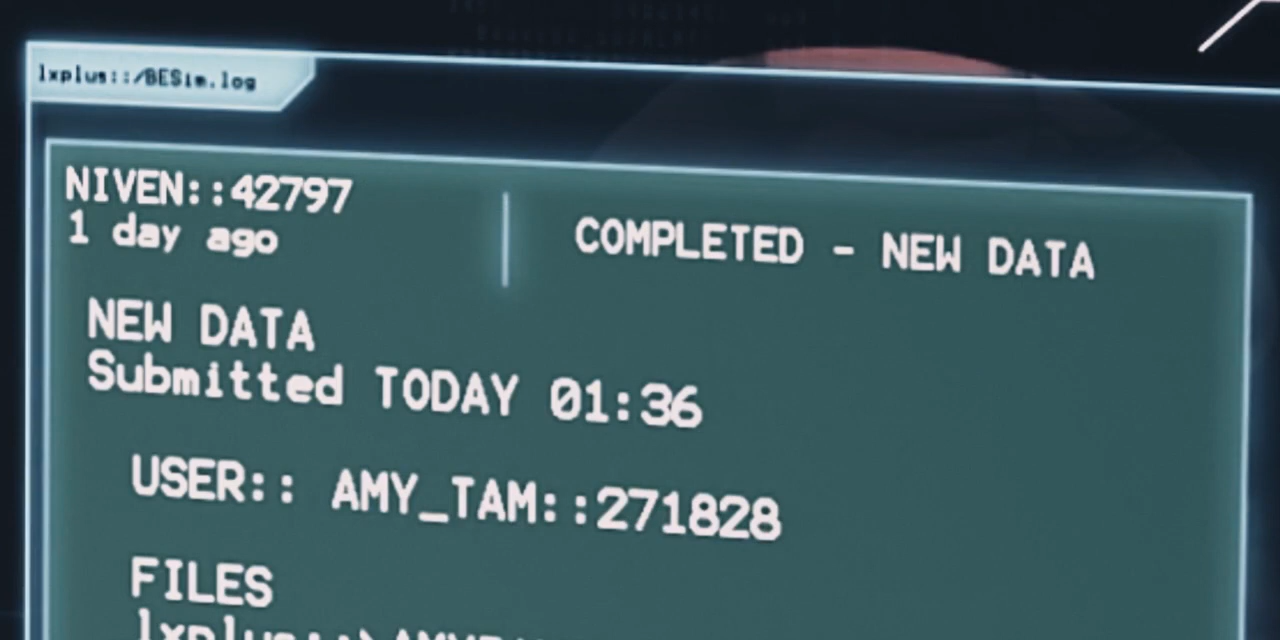 lxplus::/BESim.log
NIVEN::42797
1 day ago
COMPLETED - NEW DATA
NEW DATA
Submitted TODAY 01:36
USER:: AMY_TAM::271828
FILES